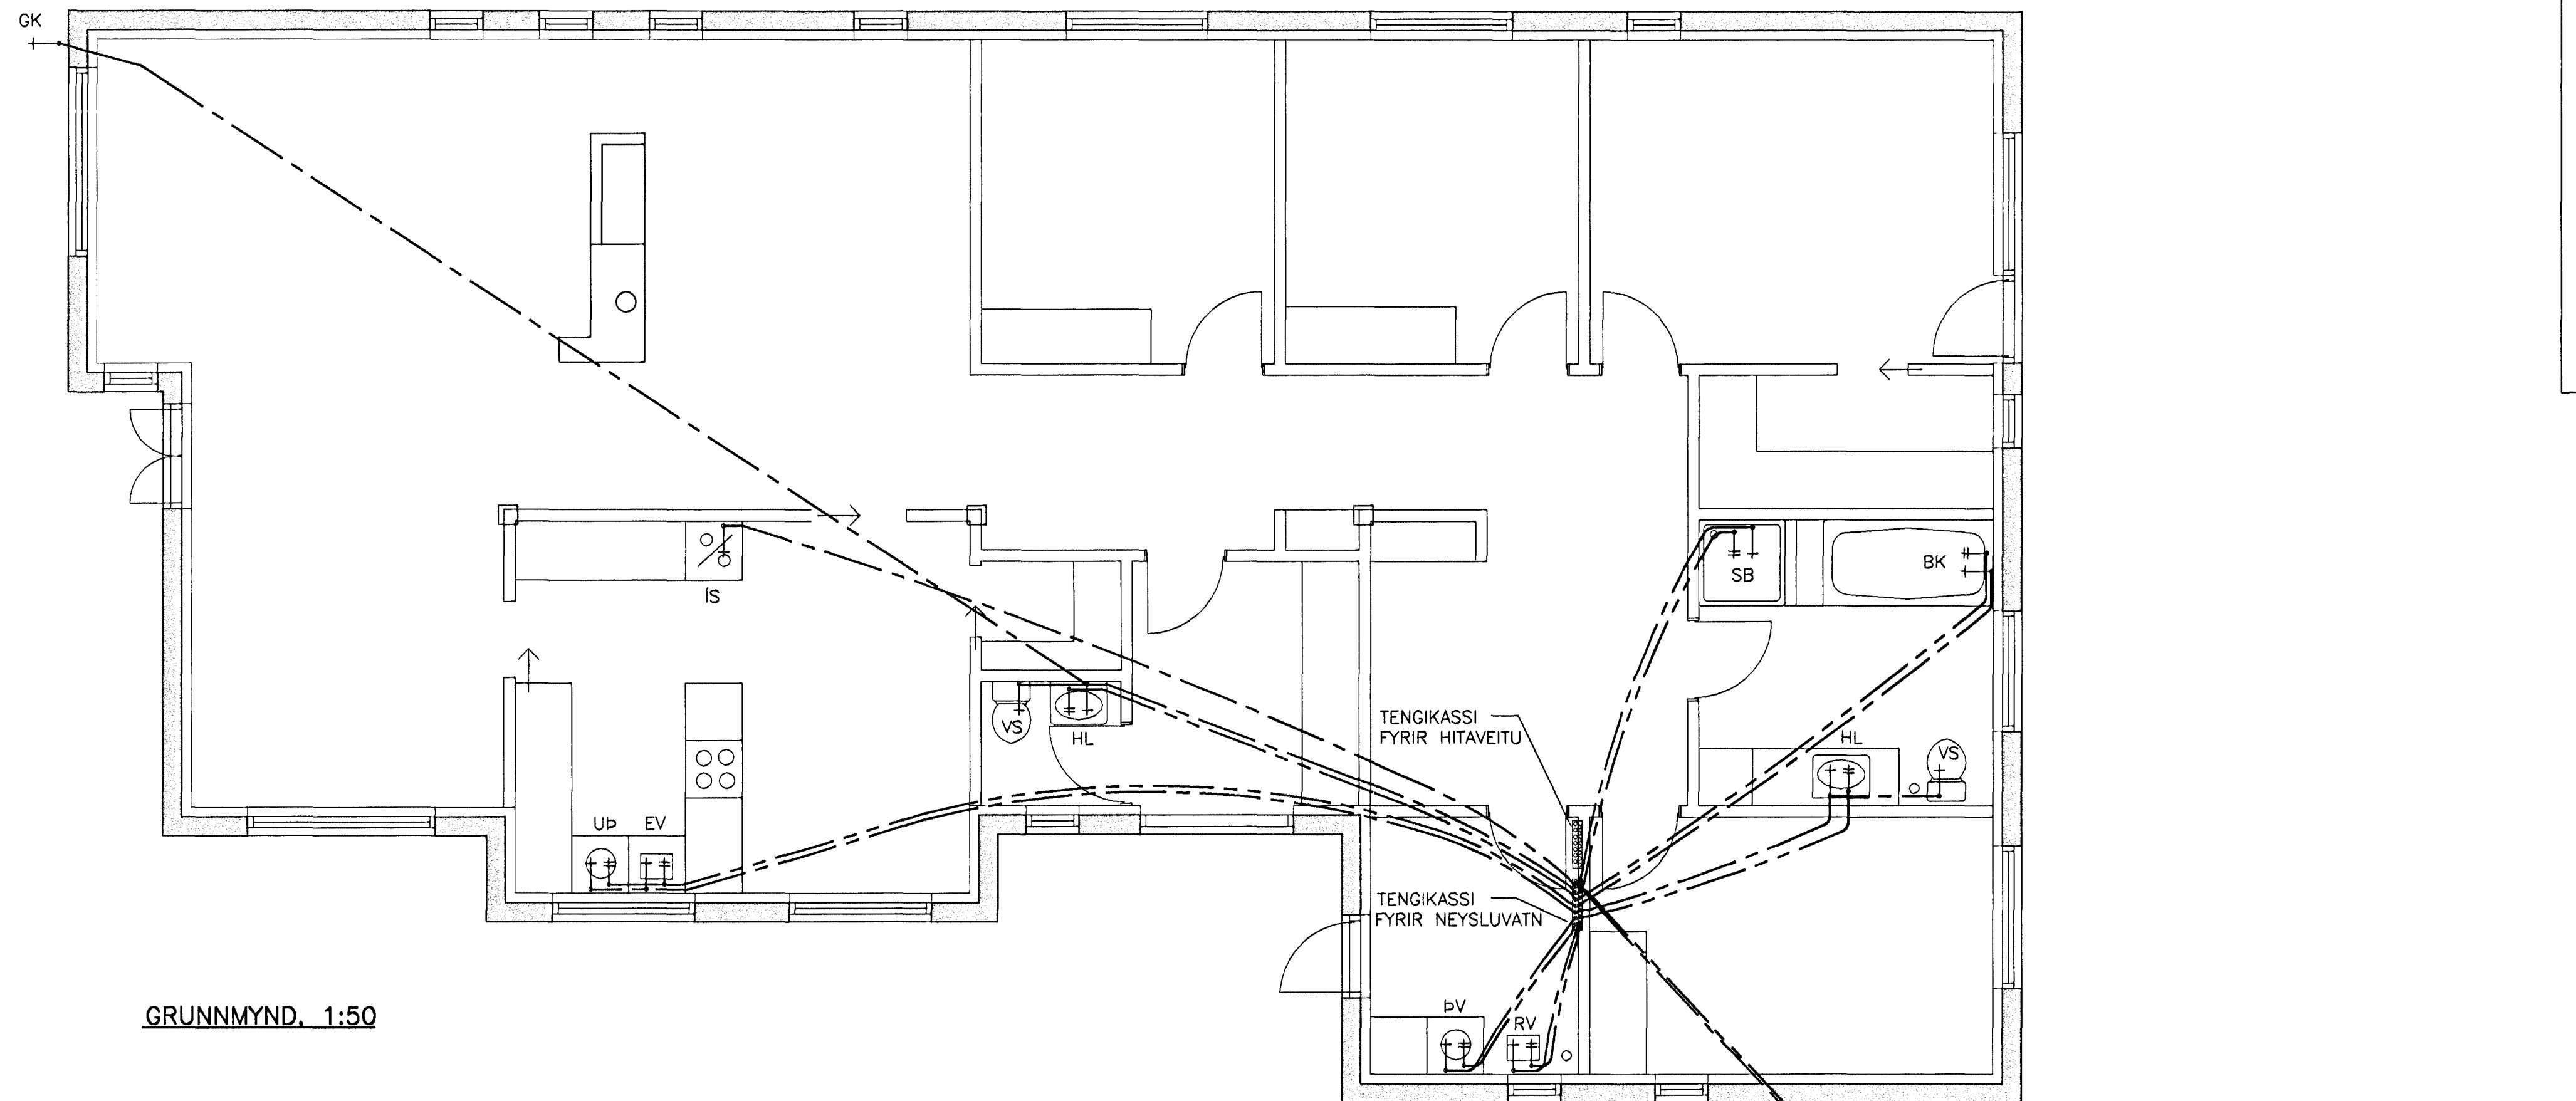 GK
ÍS
SB
BK
VS
HL
TENGIKASSI
FYRIR HITAVEITU
HL
VS
UÞ
EV
TENGIKASSI
FYRIR NEYSLUVATN
ÞV
RV
GRUNNMYND, 1:50